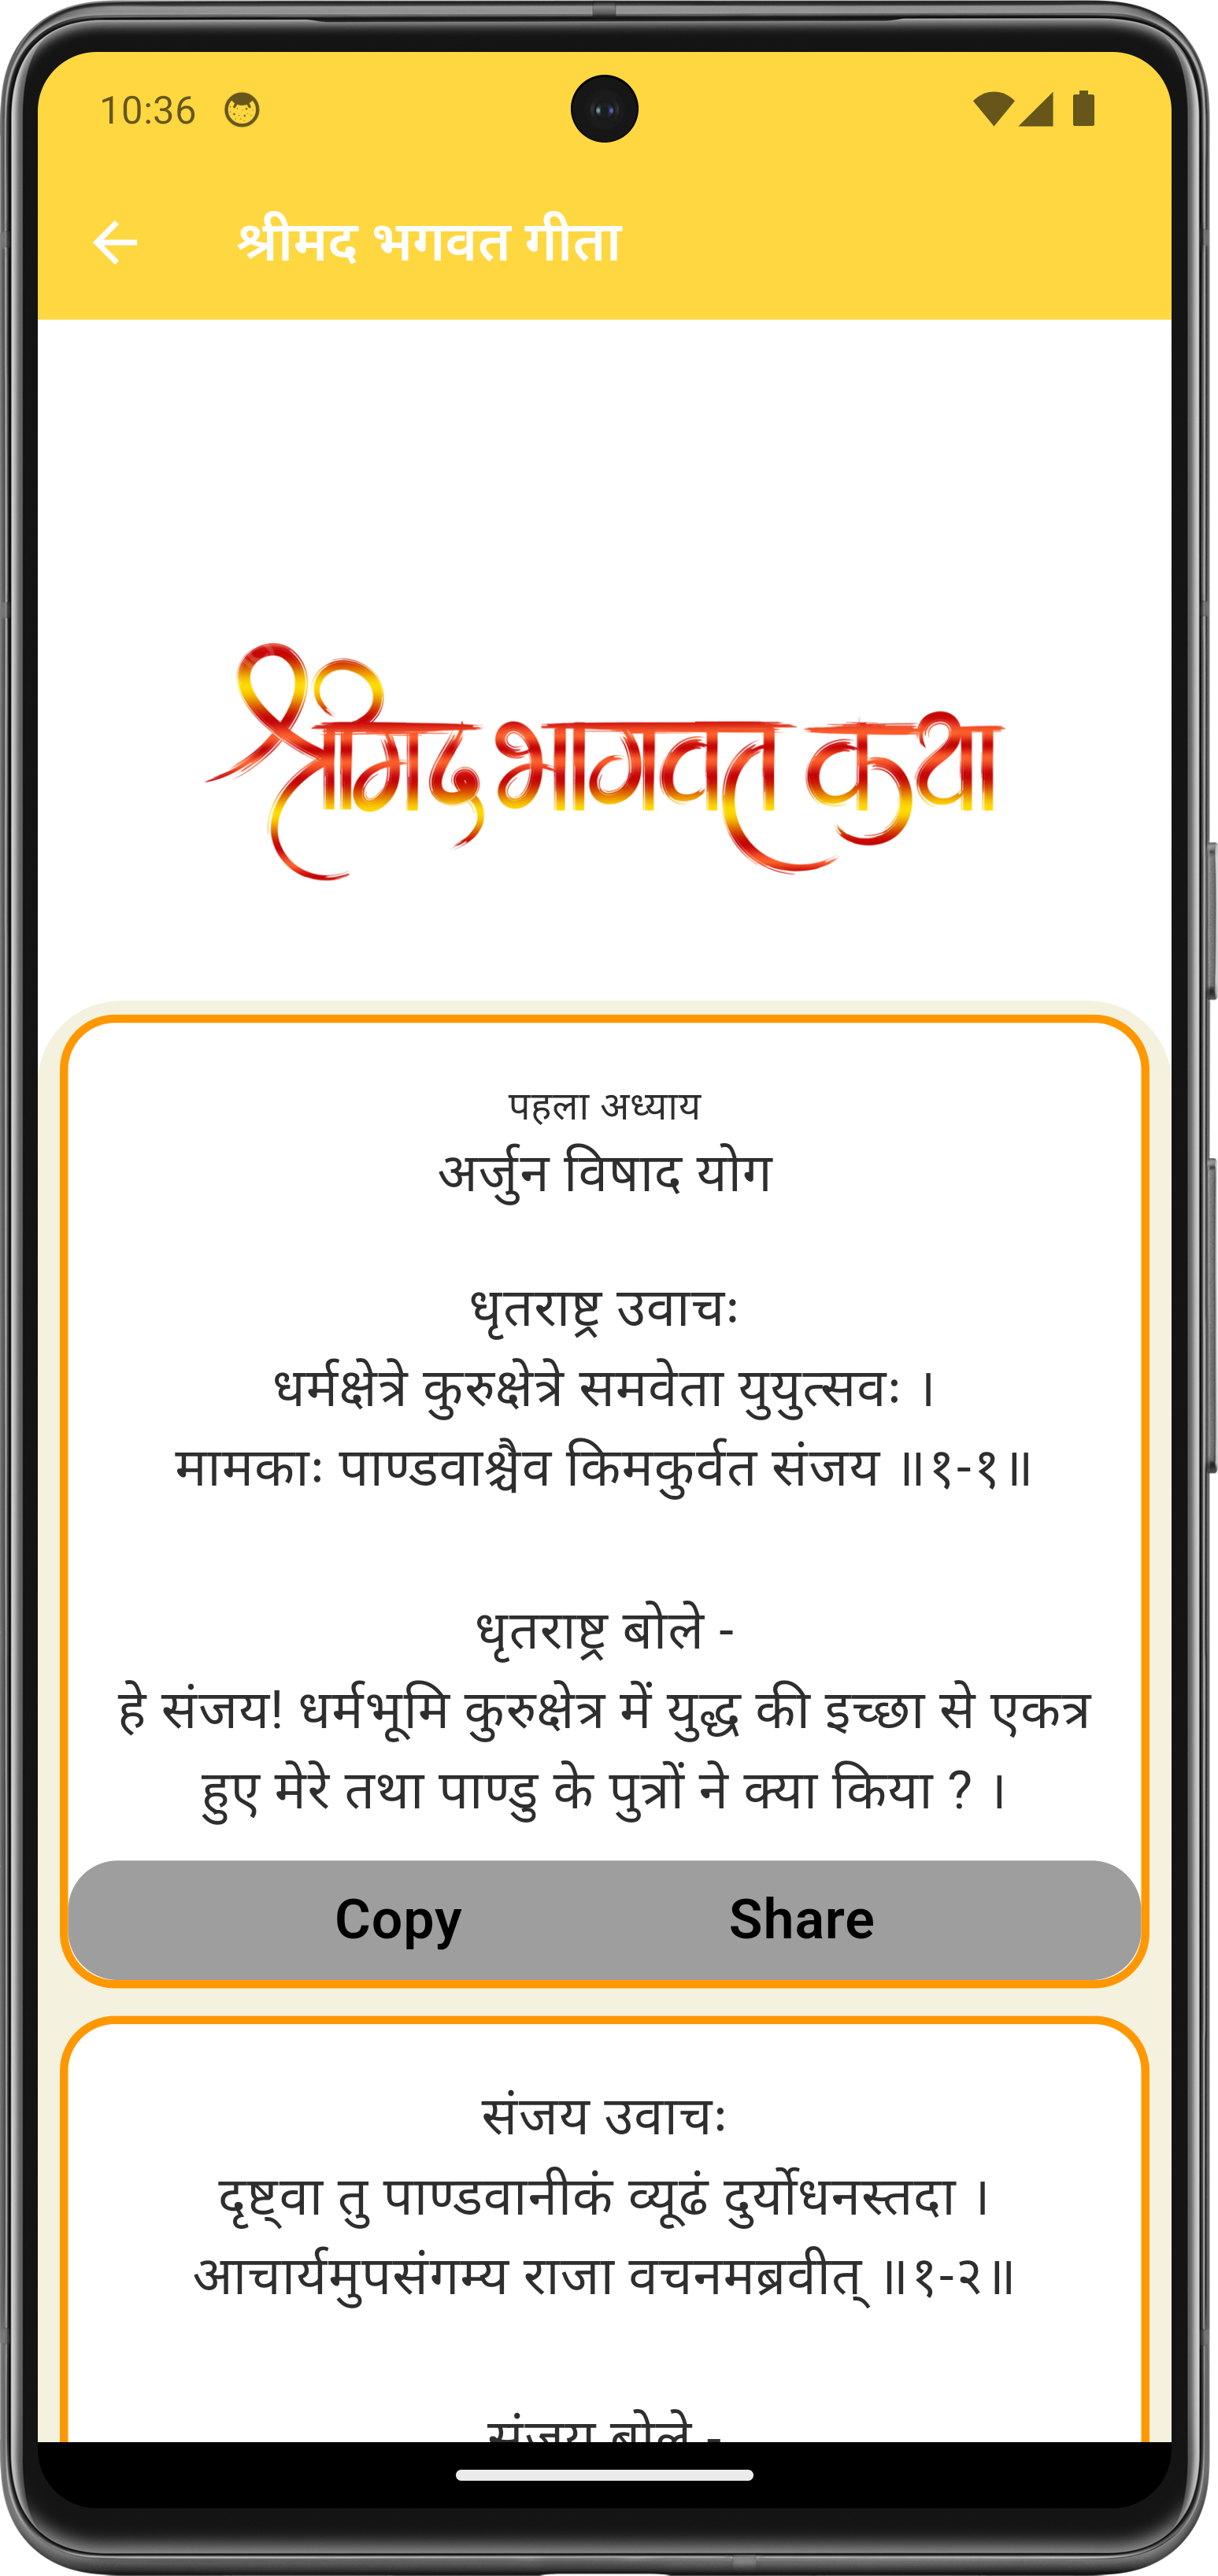 10:36
श्रीमद भगवत गीता
श्रीमद भागवत कथा
पहला अध्याय
अर्जुन विषाद योग
धृतराष्ट्र उवाचः
धर्मक्षेत्रे कुरुक्षेत्रे समवेता युयुत्सवः ।
मामकाः पाण्डवाश्चैव किमकुर्वत संजय ॥१-१॥
धृतराष्ट्र बोले -
हे संजय! धर्मभूमि कुरुक्षेत्र में युद्ध की इच्छा से एकत्र
हुए मेरे तथा पाण्डु के पुत्रों ने क्या किया ? ।
Copy Share
संजय उवाचः
दृष्ट्वा तु पाण्डवानीकं व्यूढं दुर्योधनस्तदा ।
आचार्यमुपसंगम्य राजा वचनमब्रवीत् ॥१-२॥
संजय बोले -